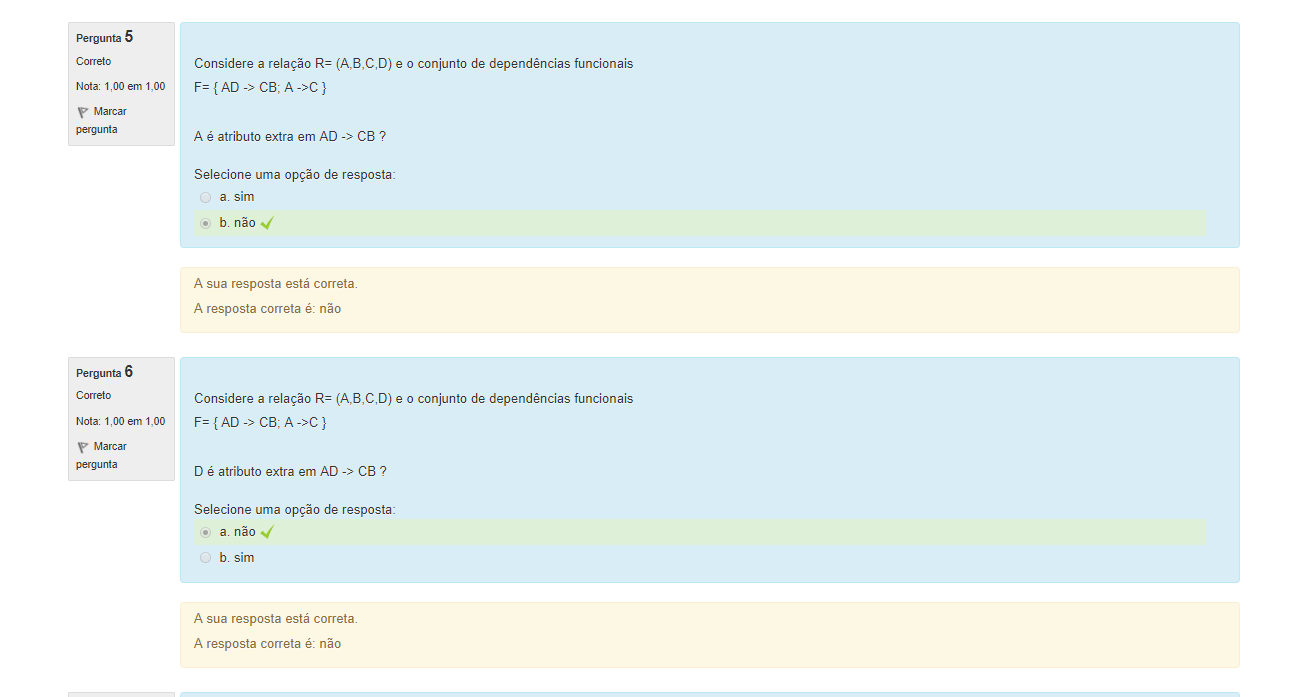 Pergunta 5
Correto
Nota: 1,00 em 1,00
Marcar
pergunta
Considere a relação R= (A,B,C,D) e o conjunto de dependências funcionais
F= { AD -> CB; A ->C }
A é atributo extra em AD -> CB ?
Selecione uma opção de resposta:
a. sim
b. não
A sua resposta está correta.
A resposta correta é: não
Pergunta 6
Correto
Nota: 1,00 em 1,00
Marcar
pergunta
Considere a relação R= (A,B,C,D) e o conjunto de dependências funcionais
F= { AD -> CB; A ->C }
D é atributo extra em AD -> CB ?
Selecione uma opção de resposta:
a. não
b. sim
A sua resposta está correta.
A resposta correta é: não